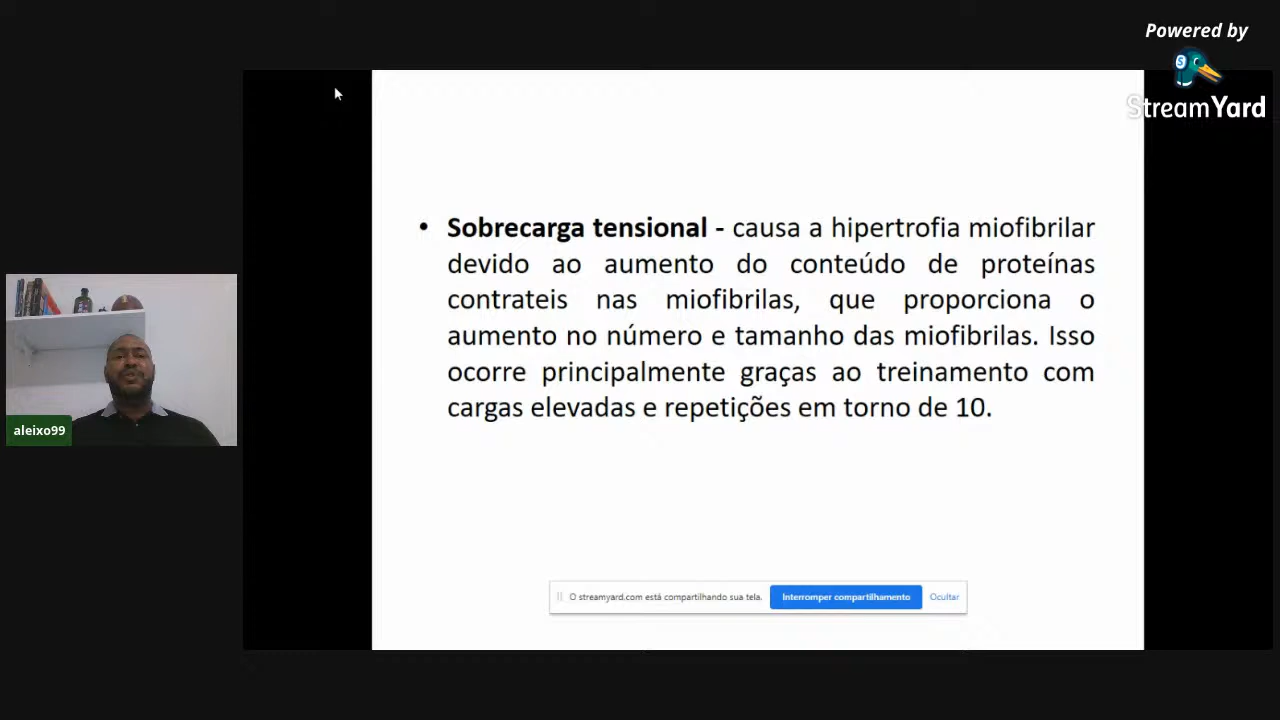 Powered by
StreamYard
• Sobrecarga tensional - causa a hipertrofia miofibrilar
devido ao aumento do conteúdo de proteínas
contrateis nas miofibrilas, que proporciona o
aumento no número e tamanho das miofibrilas. Isso
ocorre principalmente graças ao treinamento com
cargas elevadas e repetições em torno de 10.
aleixo99
O streamyard.com está compartilhando sua tela.
Interromper compartilhamento
Ocultar